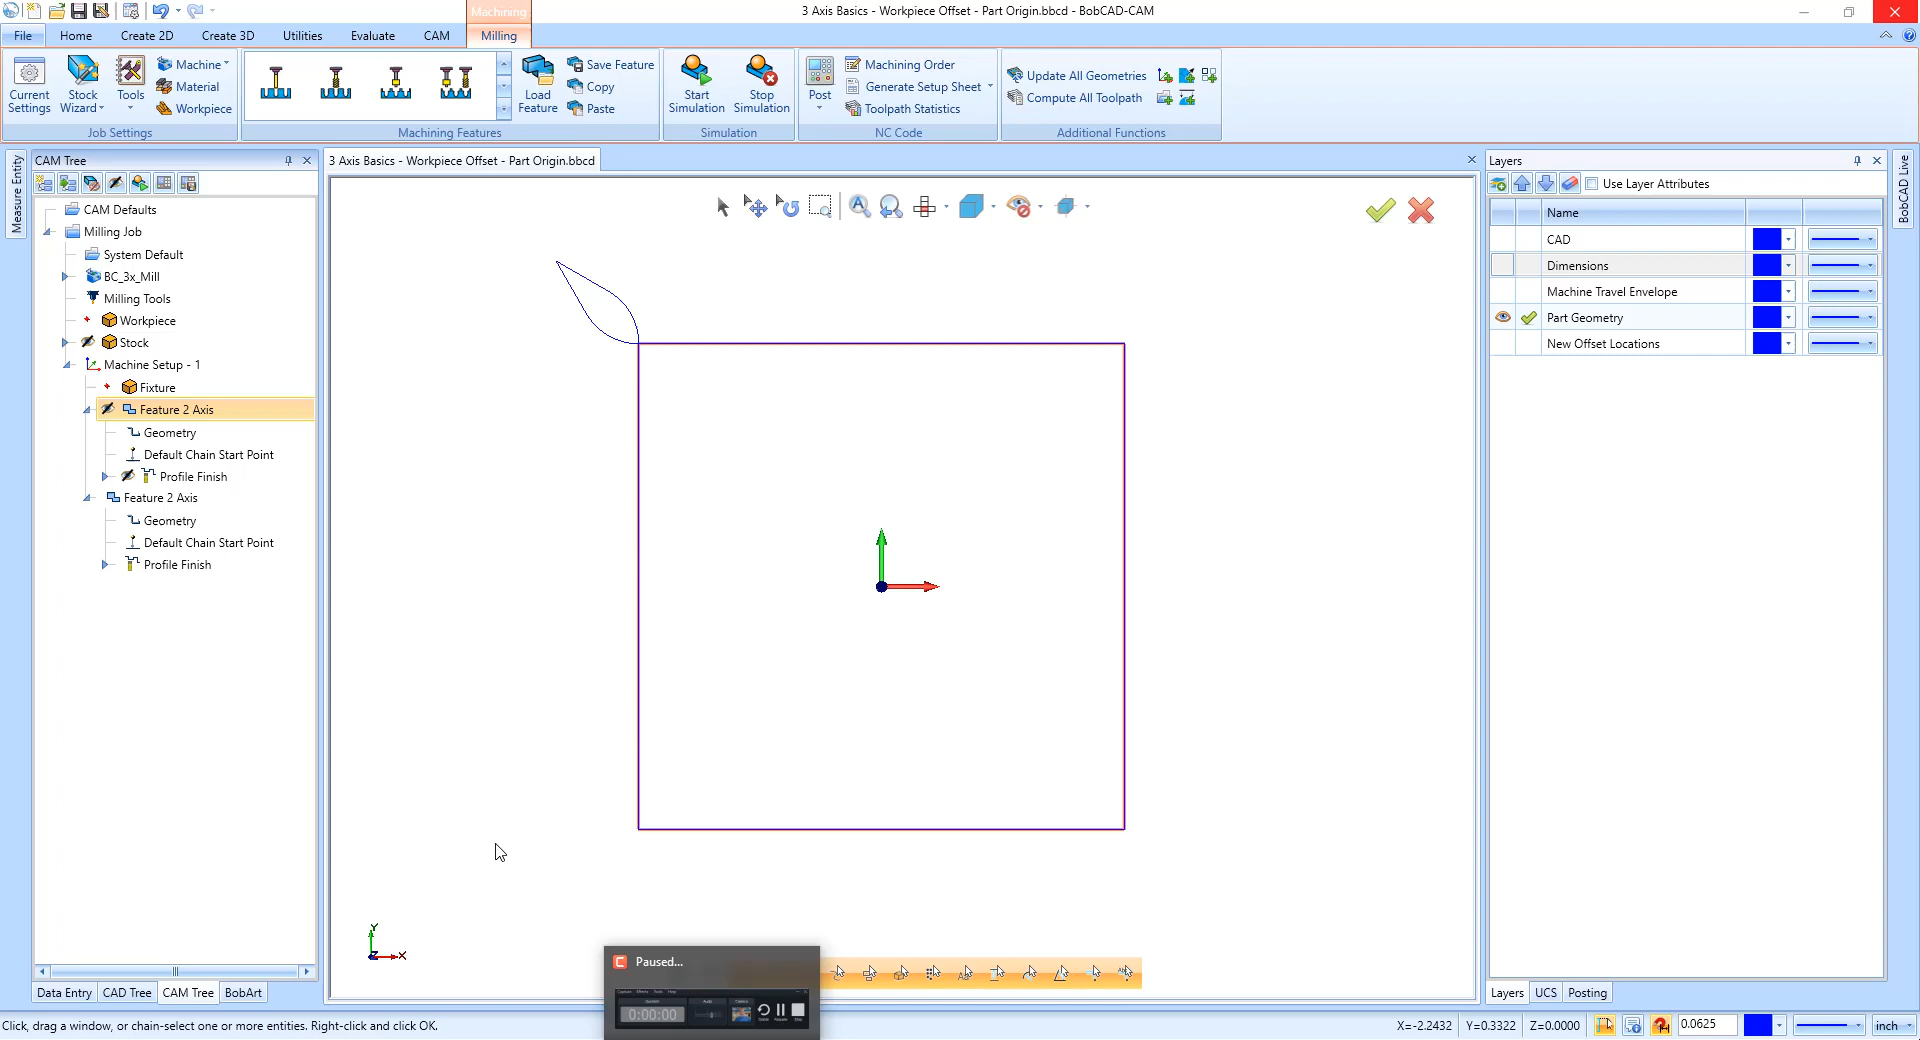 Machining
3 Axis Basics - Workpiece Offset - Part Origin.bbcd - BobCAD-CAM
File
Home
Create 2D
Create 3D
Utilities
Evaluate
CAM
Milling
Current Settings
Stock Wizard
Tools
Machine
Material
Workpiece
Job Settings
Load Feature
Save Feature
Copy
Paste
Machining Features
Start Simulation
Stop Simulation
Simulation
Post
Machining Order
Generate Setup Sheet
Toolpath Statistics
NC Code
Update All Geometries
Compute All Toolpath
Additional Functions
Measure Entity
CAM Tree
CAM Defaults
Milling Job
System Default
BC_3x_Mill
Milling Tools
Workpiece
Stock
Machine Setup - 1
Fixture
Feature 2 Axis
Geometry
Default Chain Start Point
Profile Finish
Feature 2 Axis
Geometry
Default Chain Start Point
Profile Finish
Data Entry
CAD Tree
CAM Tree
BobArt
3 Axis Basics - Workpiece Offset - Part Origin.bbcd
Y
X
Paused...
0:00:00
Layers
Use Layer Attributes
Name
CAD
Dimensions
Machine Travel Envelope
Part Geometry
New Offset Locations
Layers
UCS
Posting
BobCAD Live
Click, drag a window, or chain-select one or more entities. Right-click and click OK.
X=-2.2432
Y=0.3322
Z=0.0000
0.0625
inch